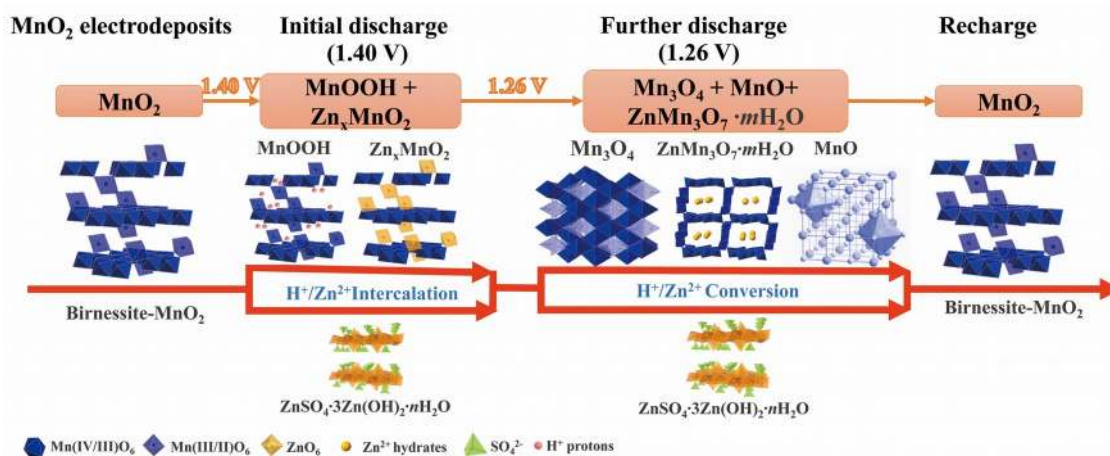 MnO₂ electrodeposits
Initial discharge
(1.40 V)
Further discharge
(1.26 V)
Recharge
MnO₂
1.40 V
MnOOH +
ZnₓMnO₂
1.26 V
Mn₃O₄ + MnO+
ZnMn₃O₇ ·mH₂O
MnO₂
MnOOH
ZnₓMnO₂
Mn₃O₄
ZnMn₃O₇·mH₂O
MnO
H⁺/Zn²⁺Intercalation
H⁺/Zn²⁺ Conversion
Birnessite-MnO₂
Birnessite-MnO₂
ZnSO₄·3Zn(OH)₂·nH₂O
ZnSO₄·3Zn(OH)₂·nH₂O
Mn(IV/III)O₆
Mn(III/II)O₆
ZnO₆
Zn²⁺ hydrates
SO₄²⁻
H⁺ protons